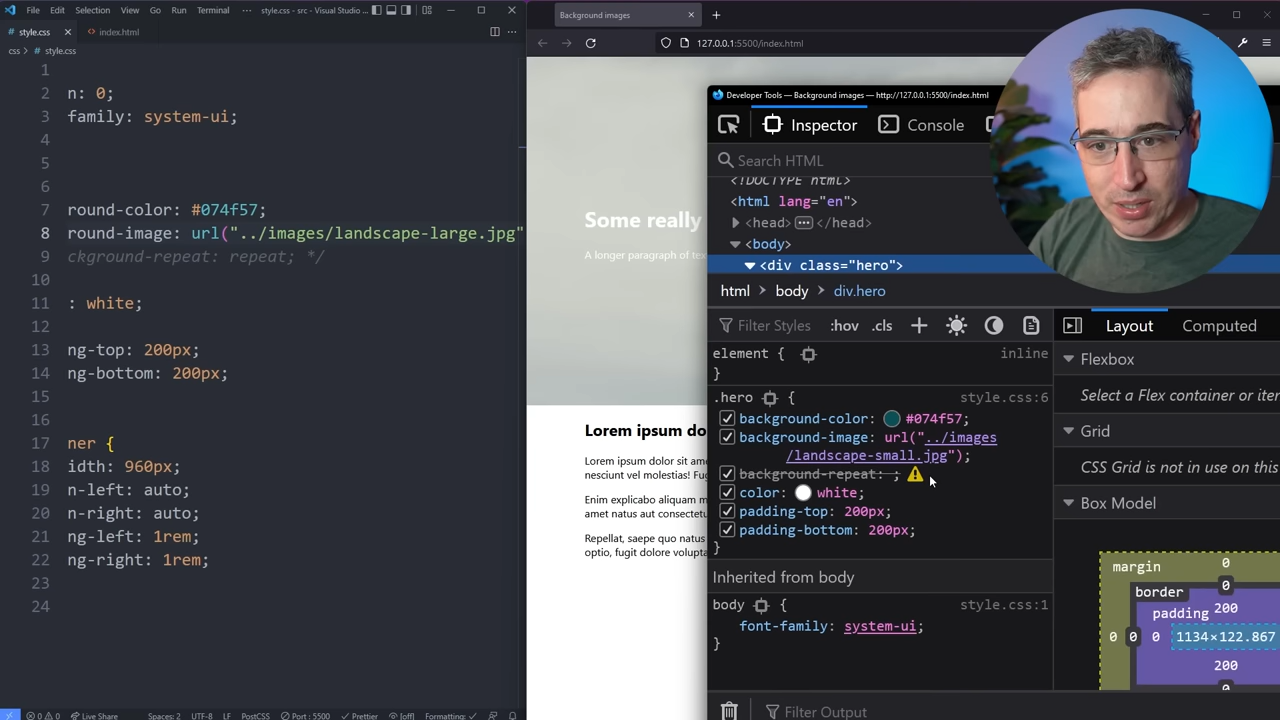 File Edit Selection View Go Run Terminal ··· style.css - src - Visual Studio ...
style.css index.html
css > style.css
1
2 n: 0;
3 family: system-ui;
4
5
6
7 round-color: #074f57;
8 round-image: url("../images/landscape-large.jpg"
9 ckground-repeat: repeat; */
10
11 : white;
12
13 ng-top: 200px;
14 ng-bottom: 200px;
15
16
17 ner {
18 idth: 960px;
19 n-left: auto;
20 n-right: auto;
21 ng-left: 1rem;
22 ng-right: 1rem;
23
24
0 0 Live Share Spaces: 2 UTF-8 LF PostCSS Port : 5500 Prettier [off] Formatting:
Background images
127.0.0.1:5500/index.html
Some really
A longer paragraph of tex
Lorem ipsum do
Lorem ipsum dolor sit ame
nesciunt vel molestias! Fug
Enim explicabo aliquam m
amet natus aut consectetur
Repellat, saepe quo natus
optio, fugit dolore volupta
Developer Tools — Background images — http://127.0.0.1:5500/index.html
Inspector Console
Search HTML
<!DOCTYPE html>
<html lang="en">
<head> ··· </head>
<body>
<div class="hero">
html > body > div.hero
Filter Styles :hov .cls +
element { inline
}
.hero { style.css:6
background-color: #074f57;
background-image: url("../images
/landscape-small.jpg");
background-repeat: ;
color: white;
padding-top: 200px;
padding-bottom: 200px;
}
Inherited from body
body { style.css:1
font-family: system-ui;
}
Layout Computed
Flexbox
Select a Flex container or iter
Grid
CSS Grid is not in use on this
Box Model
margin 0
border 0
padding 200
0 0 0 1134×122.867
200
0
Filter Output